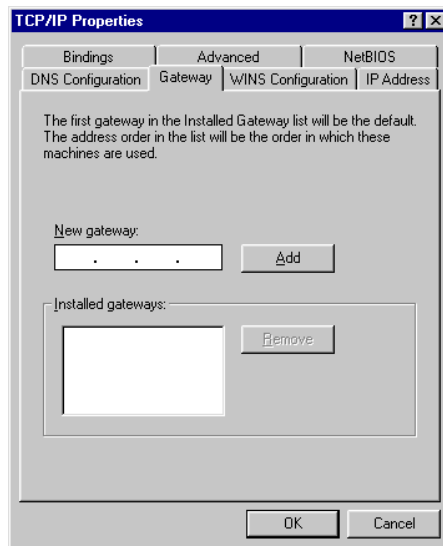 TCP/IP Properties
? X
Bindings Advanced NetBIOS
DNS Configuration Gateway WINS Configuration IP Address
The first gateway in the Installed Gateway list will be the default.
The address order in the list will be the order in which these
machines are used.
New gateway:
. . .
Add
Installed gateways:
Remove
OK Cancel